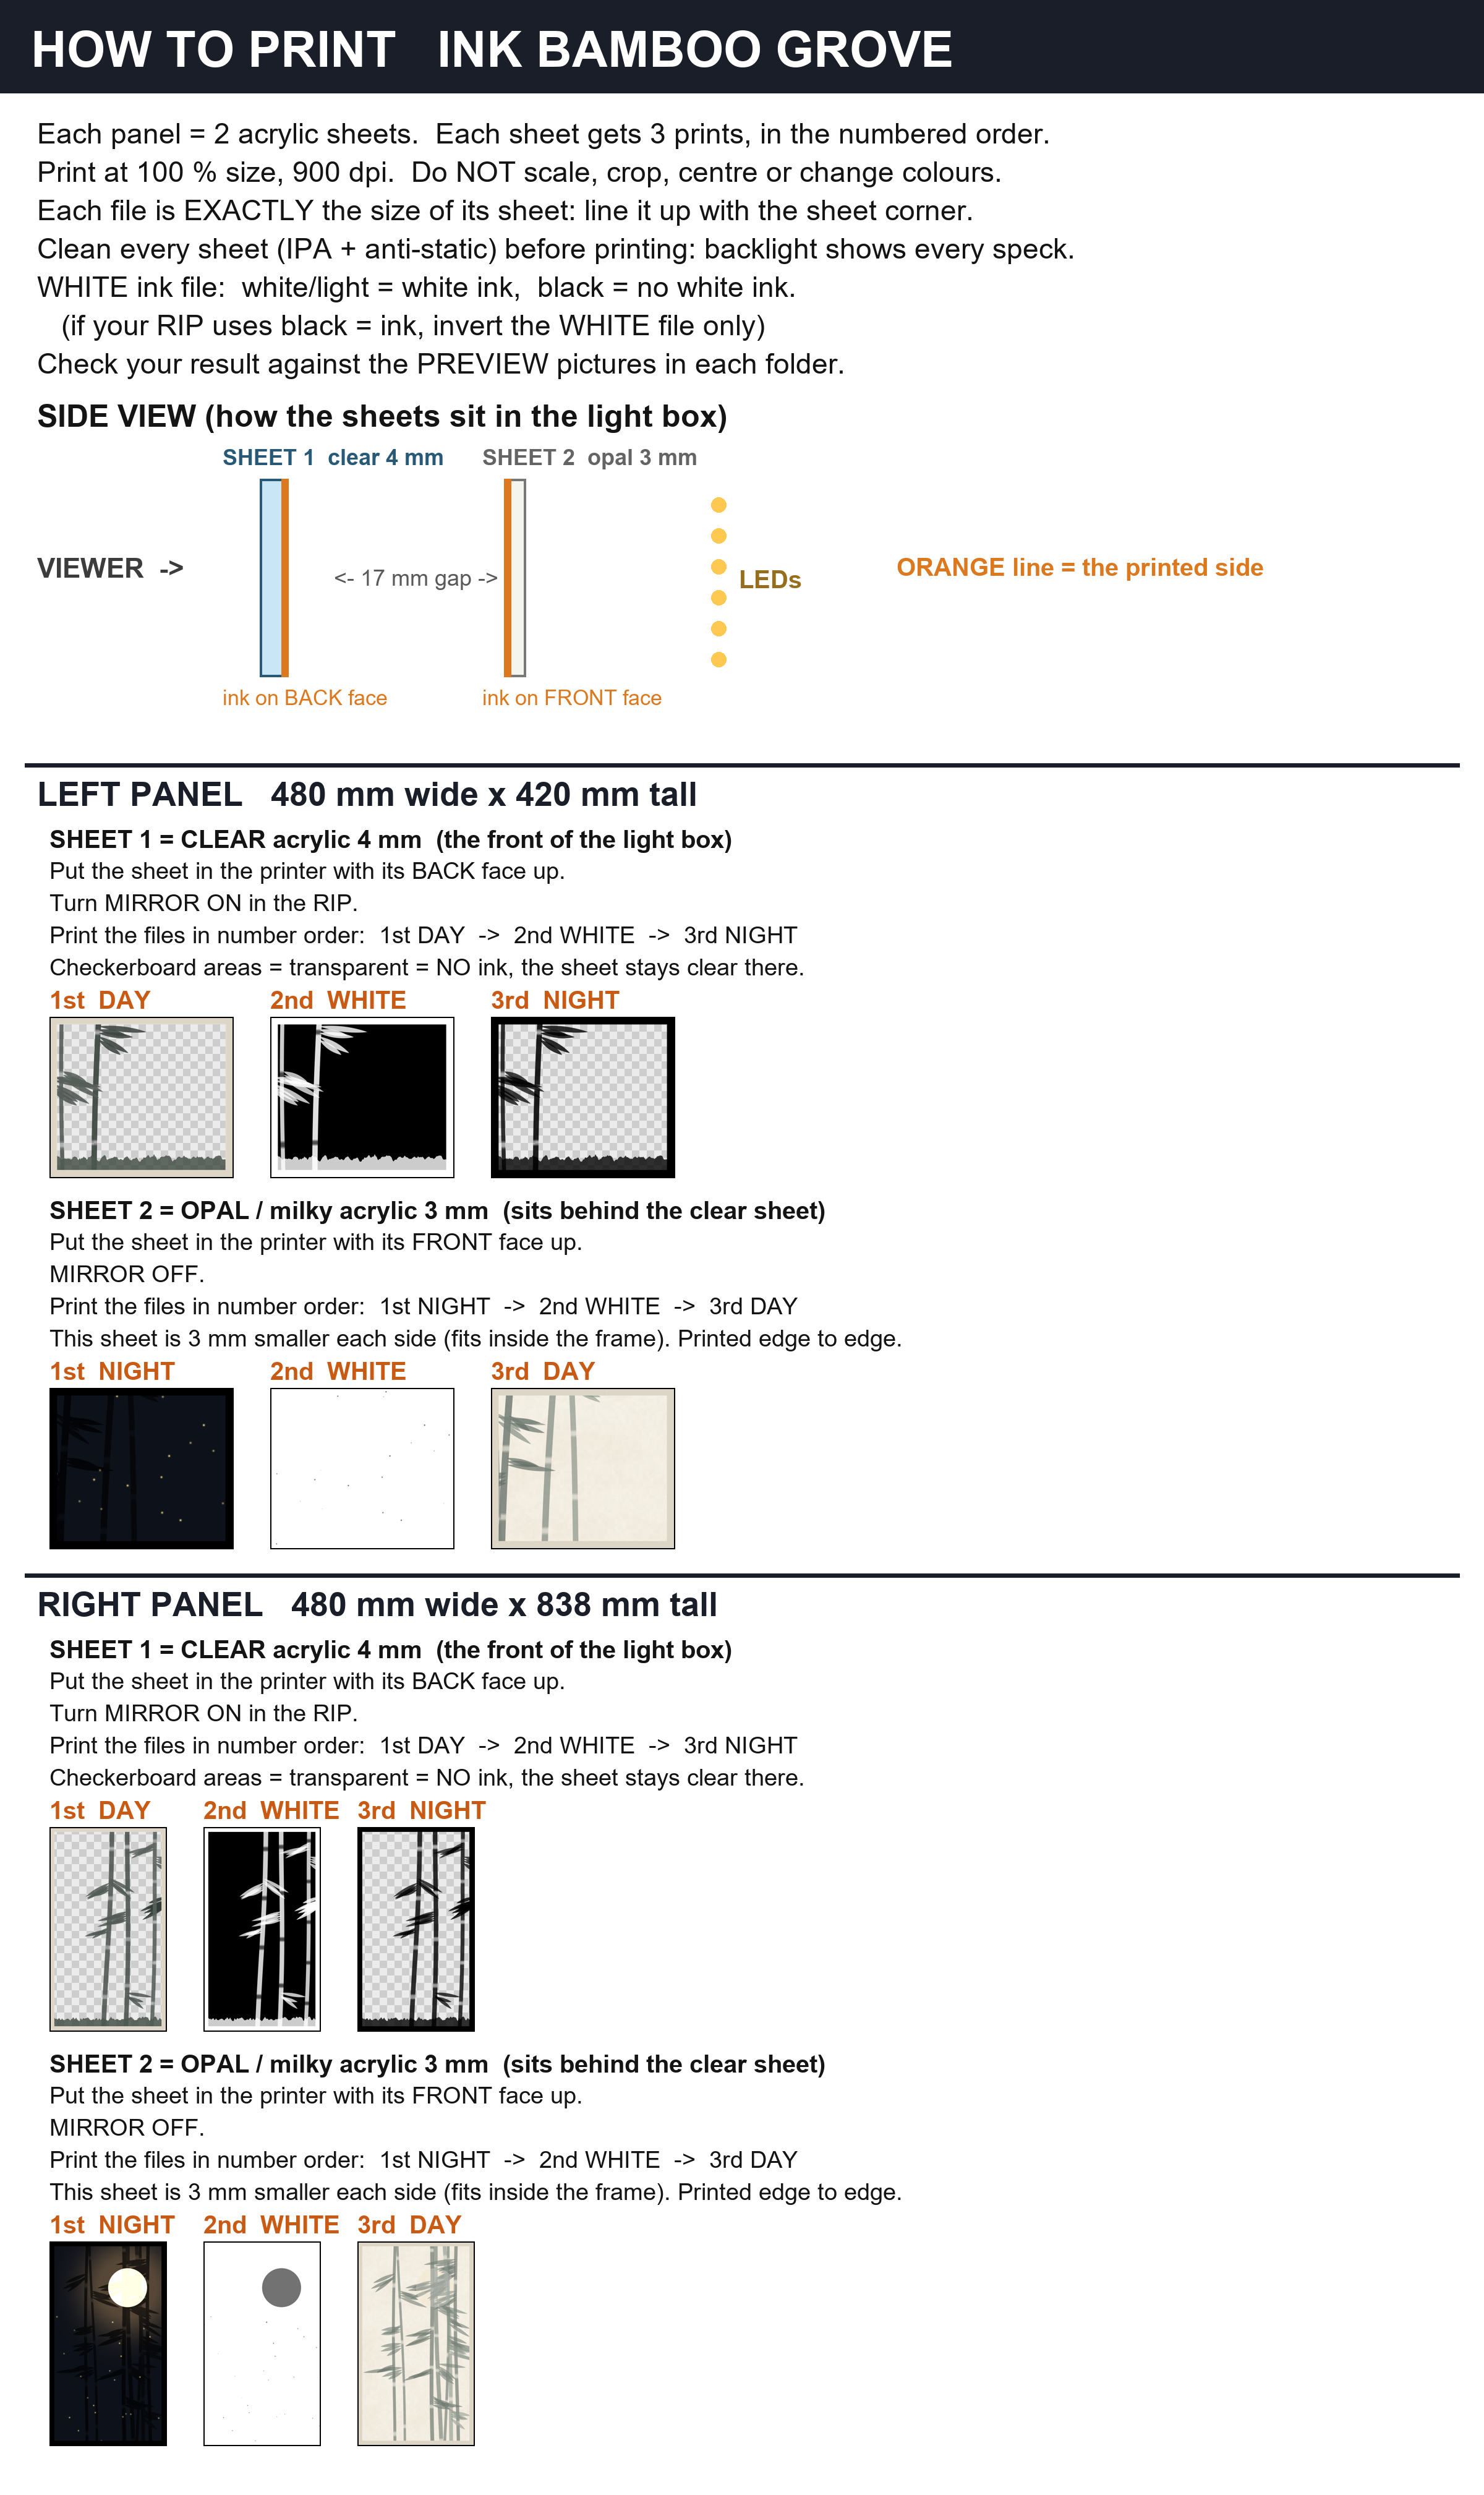 HOW TO PRINT   INK BAMBOO GROVE
Each panel = 2 acrylic sheets.  Each sheet gets 3 prints, in the numbered order.
Print at 100 % size, 900 dpi.  Do NOT scale, crop, centre or change colours.
Each file is EXACTLY the size of its sheet: line it up with the sheet corner.
Clean every sheet (IPA + anti-static) before printing: backlight shows every speck.
WHITE ink file:  white/light = white ink,  black = no white ink.
(if your RIP uses black = ink, invert the WHITE file only)
Check your result against the PREVIEW pictures in each folder.
SIDE VIEW (how the sheets sit in the light box)
SHEET 1  clear 4 mm
SHEET 2  opal 3 mm
VIEWER  ->
<- 17 mm gap ->
LEDs
ORANGE line = the printed side
ink on BACK face
ink on FRONT face
LEFT PANEL   480 mm wide x 420 mm tall
SHEET 1 = CLEAR acrylic 4 mm  (the front of the light box)
Put the sheet in the printer with its BACK face up.
Turn MIRROR ON in the RIP.
Print the files in number order:  1st DAY  ->  2nd WHITE  ->  3rd NIGHT
Checkerboard areas = transparent = NO ink, the sheet stays clear there.
1st  DAY
2nd  WHITE
3rd  NIGHT
SHEET 2 = OPAL / milky acrylic 3 mm  (sits behind the clear sheet)
Put the sheet in the printer with its FRONT face up.
MIRROR OFF.
Print the files in number order:  1st NIGHT  ->  2nd WHITE  ->  3rd DAY
This sheet is 3 mm smaller each side (fits inside the frame). Printed edge to edge.
1st  NIGHT
2nd  WHITE
3rd  DAY
RIGHT PANEL   480 mm wide x 838 mm tall
SHEET 1 = CLEAR acrylic 4 mm  (the front of the light box)
Put the sheet in the printer with its BACK face up.
Turn MIRROR ON in the RIP.
Print the files in number order:  1st DAY  ->  2nd WHITE  ->  3rd NIGHT
Checkerboard areas = transparent = NO ink, the sheet stays clear there.
1st  DAY
2nd  WHITE
3rd  NIGHT
SHEET 2 = OPAL / milky acrylic 3 mm  (sits behind the clear sheet)
Put the sheet in the printer with its FRONT face up.
MIRROR OFF.
Print the files in number order:  1st NIGHT  ->  2nd WHITE  ->  3rd DAY
This sheet is 3 mm smaller each side (fits inside the frame). Printed edge to edge.
1st  NIGHT
2nd  WHITE
3rd  DAY